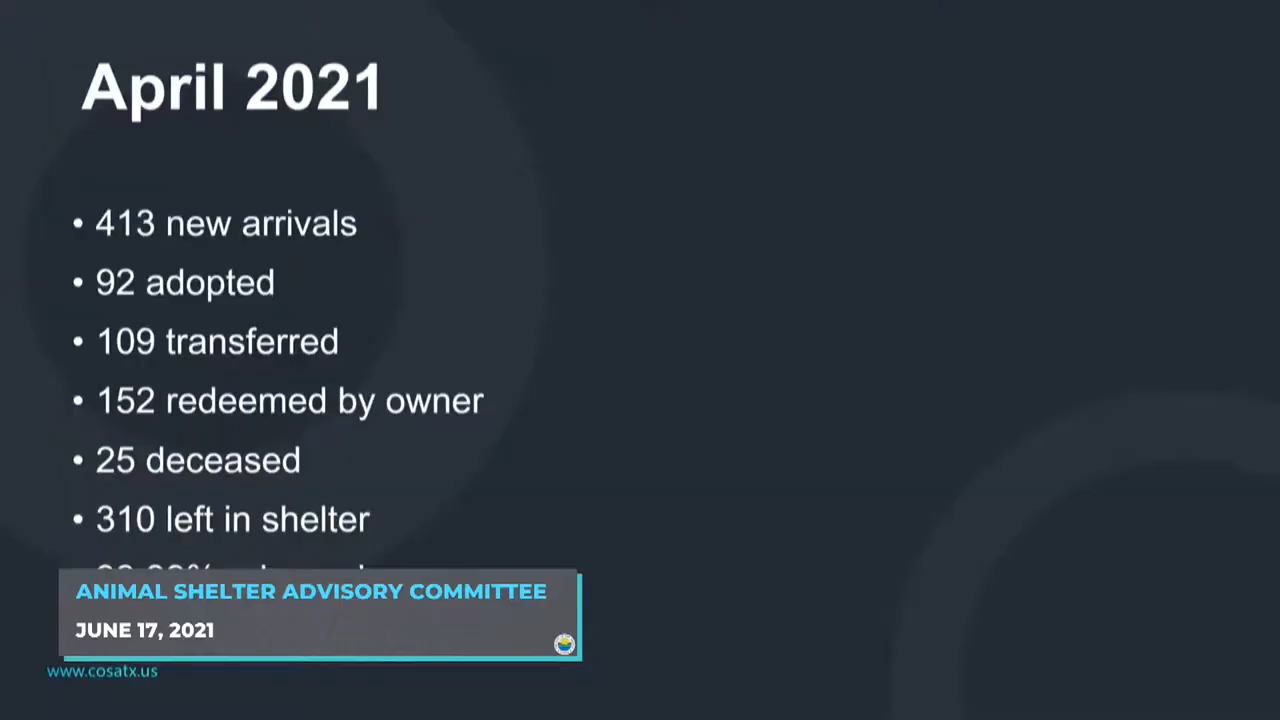 April 2021
• 413 new arrivals
• 92 adopted
• 109 transferred
• 152 redeemed by owner
• 25 deceased
• 310 left in shelter
ANIMAL SHELTER ADVISORY COMMITTEE
JUNE 17, 2021
www.cosatx.us